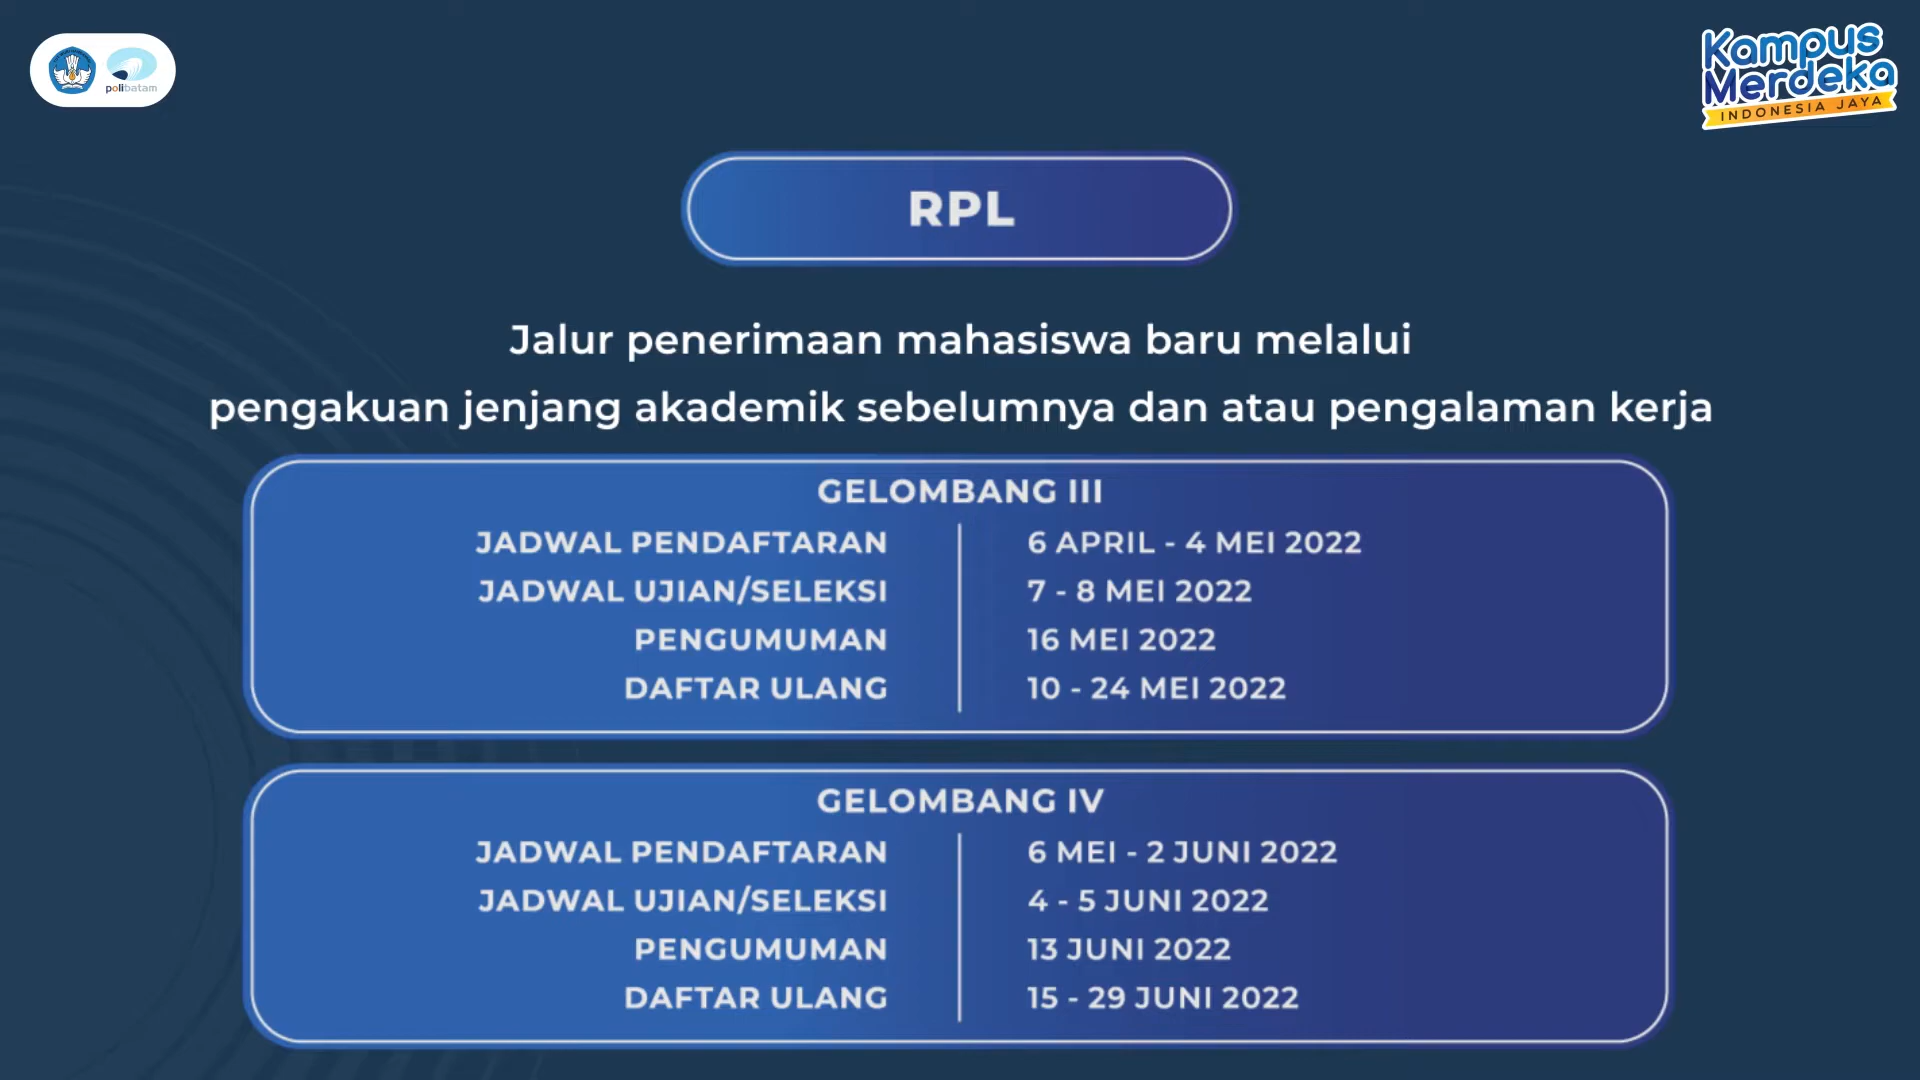 polibatam
Kampus
Merdeka
INDONESIA JAYA
RPL
Jalur penerimaan mahasiswa baru melalui
pengakuan jenjang akademik sebelumnya dan atau pengalaman kerja
GELOMBANG III
JADWAL PENDAFTARAN 6 APRIL - 4 MEI 2022
JADWAL UJIAN/SELEKSI 7 - 8 MEI 2022
PENGUMUMAN 16 MEI 2022
DAFTAR ULANG 10 - 24 MEI 2022
GELOMBANG IV
JADWAL PENDAFTARAN 6 MEI - 2 JUNI 2022
JADWAL UJIAN/SELEKSI 4 - 5 JUNI 2022
PENGUMUMAN 13 JUNI 2022
DAFTAR ULANG 15 - 29 JUNI 2022